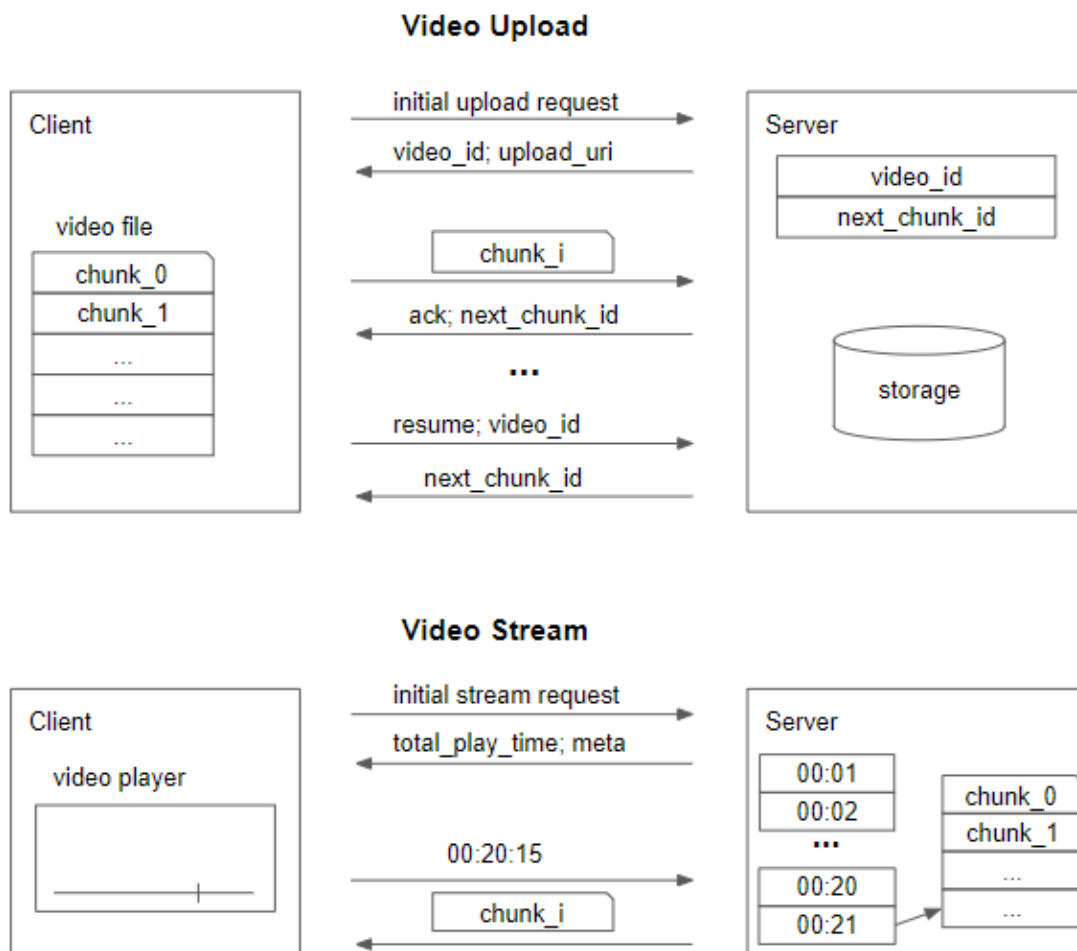 Video Upload
Client
initial upload request
Server
video_id; upload_uri
video_id
next_chunk_id
video file
chunk_0
chunk_1
...
...
...
chunk_i
ack; next_chunk_id
...
storage
resume; video_id
next_chunk_id
Video Stream
Client
initial stream request
Server
total_play_time; meta
video player
00:01
00:02
...
00:20
00:21
chunk_0
chunk_1
...
...
00:20:15
chunk_i